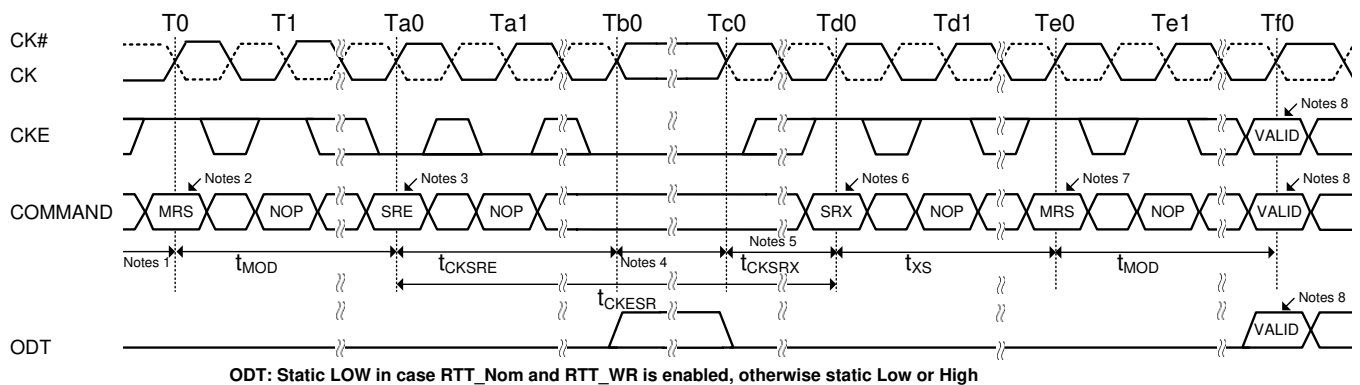 T0 T1 Ta0 Ta1 Tb0 Tc0 Td0 Td1 Te0 Te1 Tf0
CK#
CK
Notes 8
CKE VALID
Notes 2 Notes 3 Notes 6 Notes 7 Notes 8
COMMAND MRS NOP SRE NOP SRX NOP MRS NOP VALID
Notes 1 tMOD tCKSRE Notes 4 Notes 5 tCKSRX tXS tMOD
tCKESR
Notes 8
VALID
ODT
ODT: Static LOW in case RTT_Nom and RTT_WR is enabled, otherwise static Low or High